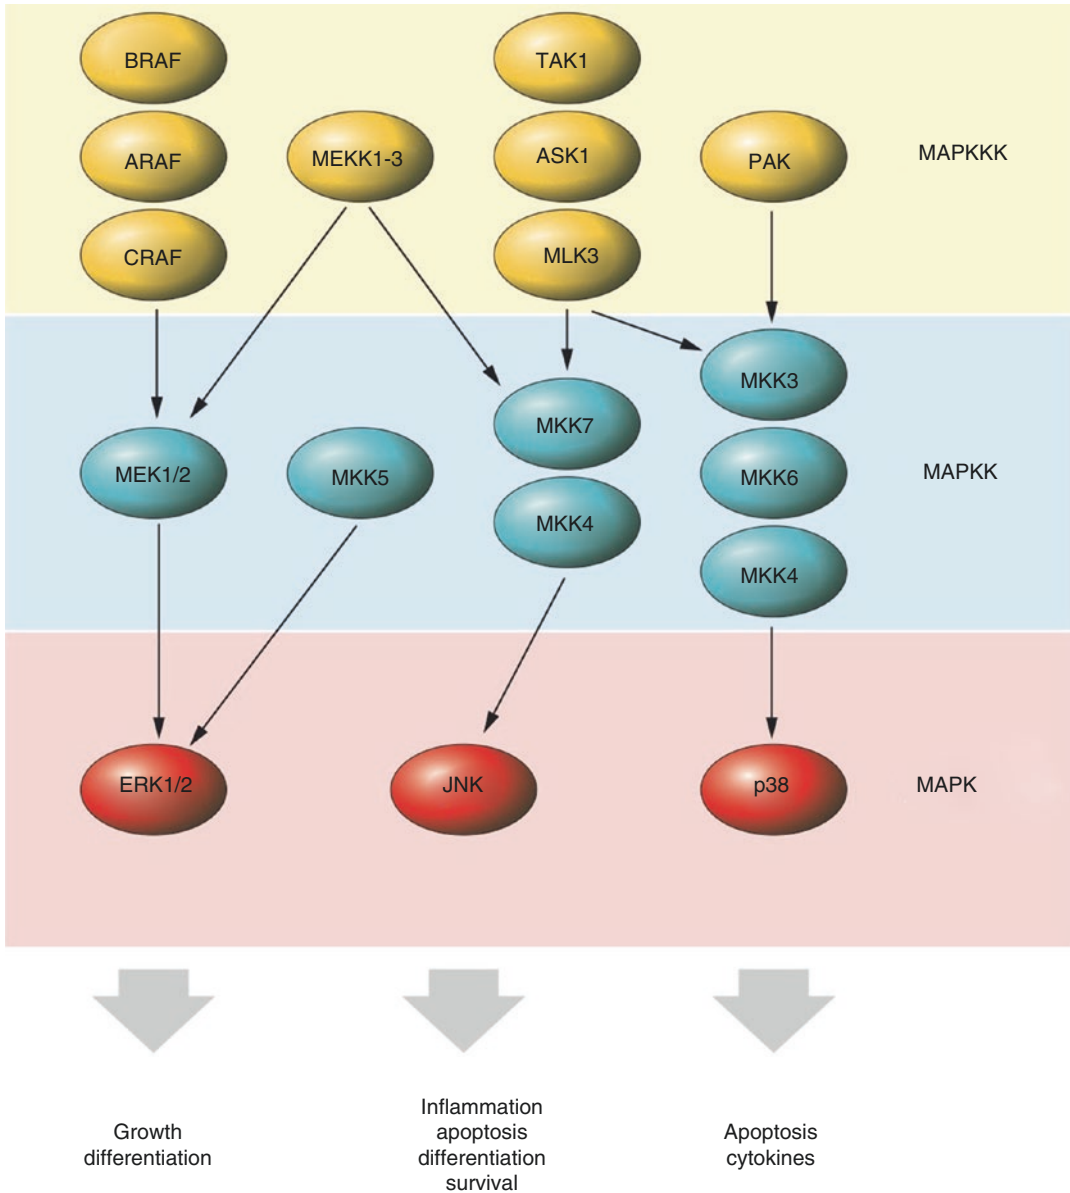 BRAF
TAK1
ARAF
MEKK1-3
ASK1
PAK
MAPKKK
CRAF
MLK3
MKK3
MKK7
MEK1/2
MKK5
MKK6
MAPKK
MKK4
MKK4
ERK1/2
JNK
p38
MAPK
Growth
differentiation
Inflammation
apoptosis
differentiation
survival
Apoptosis
cytokines